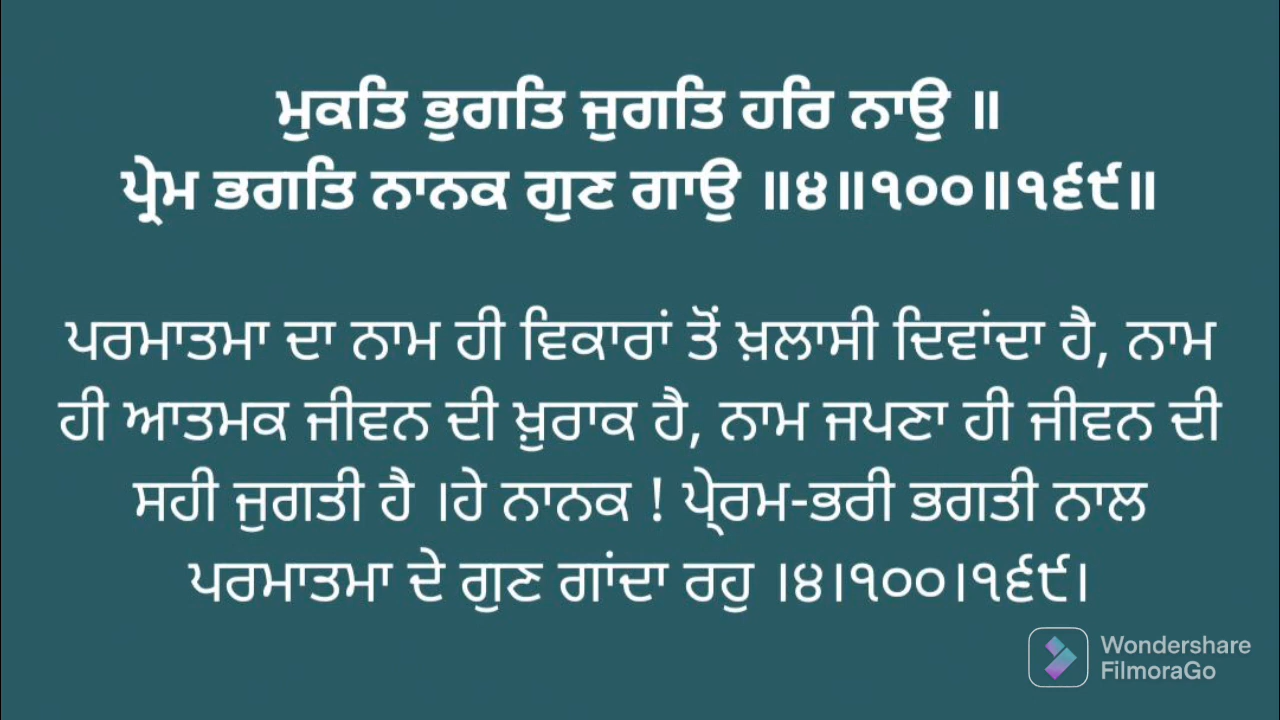 ਮੁਕਤਿ ਭੁਗਤਿ ਜੁਗਤਿ ਹਰਿ ਨਾਉ ॥
ਪ੍ਰੇਮ ਭਗਤਿ ਨਾਨਕ ਗੁਣ ਗਾਉ ॥੪॥੧੦੦॥੧੬੯॥
ਪਰਮਾਤਮਾ ਦਾ ਨਾਮ ਹੀ ਵਿਕਾਰਾਂ ਤੋਂ ਖ਼ਲਾਸੀ ਦਿਵਾਂਦਾ ਹੈ, ਨਾਮ
ਹੀ ਆਤਮਕ ਜੀਵਨ ਦੀ ਖ਼ੁਰਾਕ ਹੈ, ਨਾਮ ਜਪਣਾ ਹੀ ਜੀਵਨ ਦੀ
ਸਹੀ ਜੁਗਤੀ ਹੈ ।ਹੇ ਨਾਨਕ ! ਪ੍ਰੇਰਮ-ਭਰੀ ਭਗਤੀ ਨਾਲ
ਪਰਮਾਤਮਾ ਦੇ ਗੁਣ ਗਾਂਦਾ ਰਹੁ ।੪।੧੦੦।੧੬੯।
Wondershare
FilmoraGo